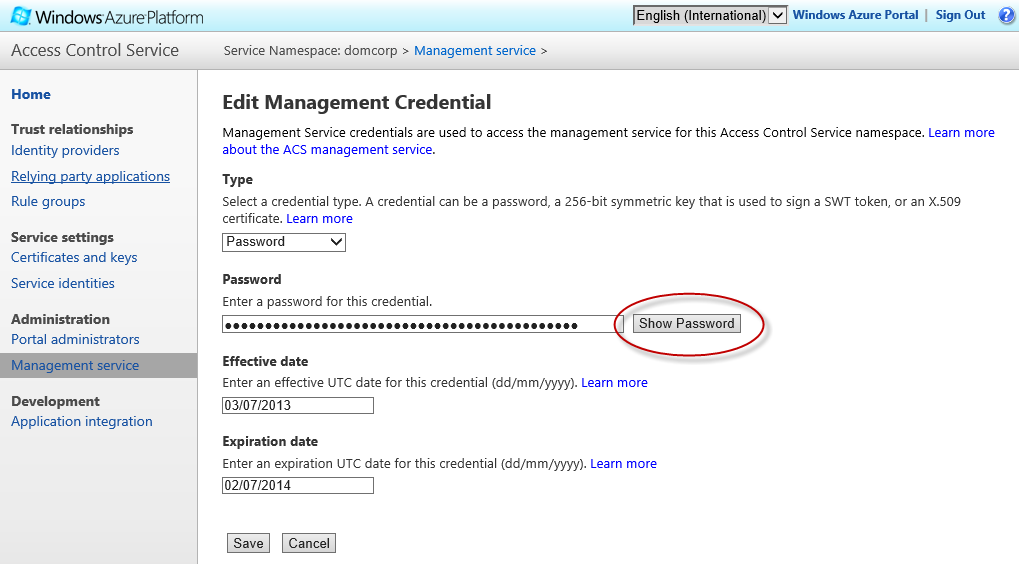 Windows Azure Platform
English (International)
Windows Azure Portal | Sign Out
?
Access Control Service
Service Namespace: domcorp > Management service >
Home
Trust relationships
Identity providers
Relying party applications
Rule groups
Service settings
Certificates and keys
Service identities
Administration
Portal administrators
Management service
Development
Application integration
Edit Management Credential
Management Service credentials are used to access the management service for this Access Control Service namespace. Learn more
about the ACS management service.
Type
Select a credential type. A credential can be a password, a 256-bit symmetric key that is used to sign a SWT token, or an X.509
certificate. Learn more
Password
Password
Enter a password for this credential.
Show Password
Effective date
Enter an effective UTC date for this credential (dd/mm/yyyy). Learn more
03/07/2013
Expiration date
Enter an expiration UTC date for this credential (dd/mm/yyyy). Learn more
02/07/2014
Save
Cancel